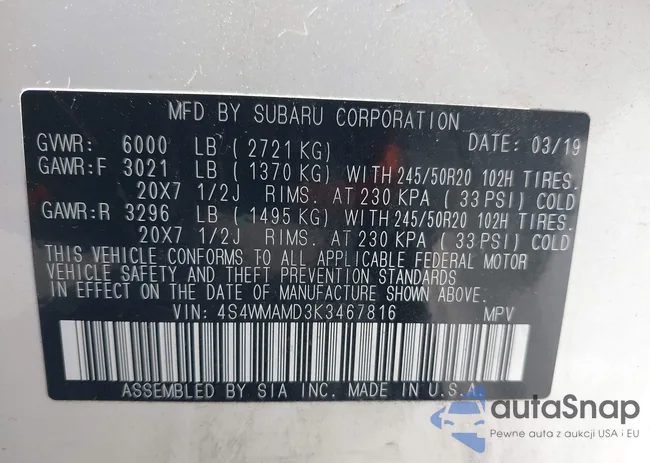 MFD BY SUBARU CORPORATION
GVWR: 6000 LB ( 2721 KG) DATE: 03/19
GAWR:F 3021 LB ( 1370 KG) WITH 245/50R20 102H TIRES.
20X7 1/2J RIMS. AT 230 KPA ( 33 PSI) COLD
GAWR:R 3296 LB ( 1495 KG) WITH 245/50R20 102H TIRES.
20X7 1/2J RIMS. AT 230 KPA ( 33 PSI) COLD
THIS VEHICLE CONFORMS TO ALL APPLICABLE FEDERAL MOTOR
VEHICLE SAFETY AND THEFT PREVENTION STANDARDS
IN EFFECT ON THE DATE OF MANUFACTURE SHOWN ABOVE.
VIN: 4S4WMAMD3K3467816 MPV
ASSEMBLED BY SIA INC. MADE IN U.S.A.
autaSnap
Pewne auta z aukcji USA i EU